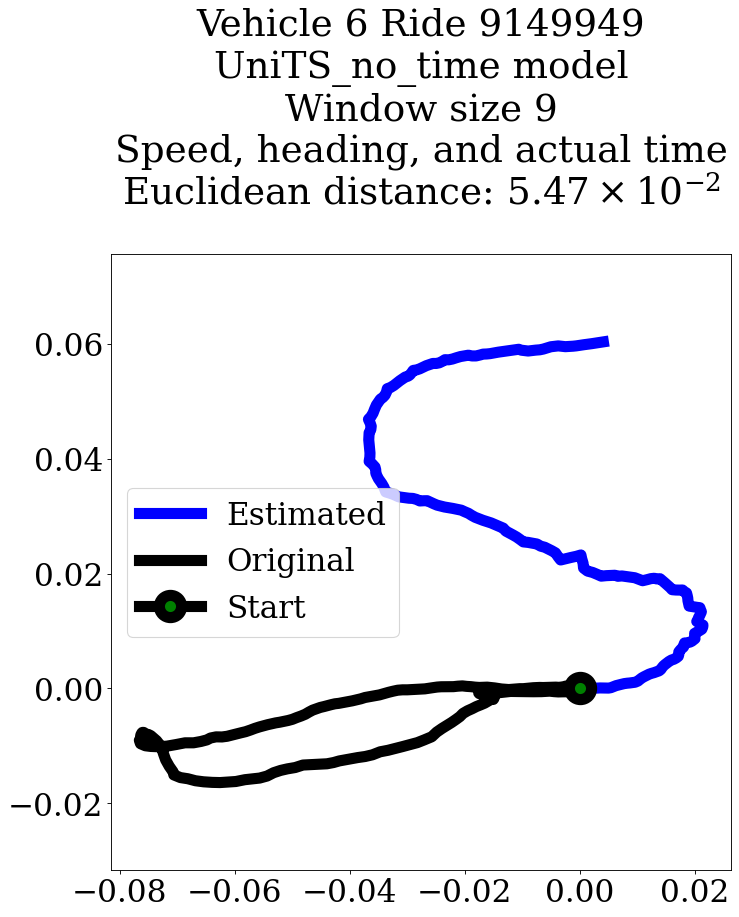 Vehicle 6 Ride 9149949
UniTS_no_time model
Window size 9
Speed, heading, and actual time
Euclidean distance: 5.47 × 10⁻²
0.06
0.04
0.02
0.00
−0.02
Estimated
Original
Start
−0.08 −0.06 −0.04 −0.02 0.00 0.02